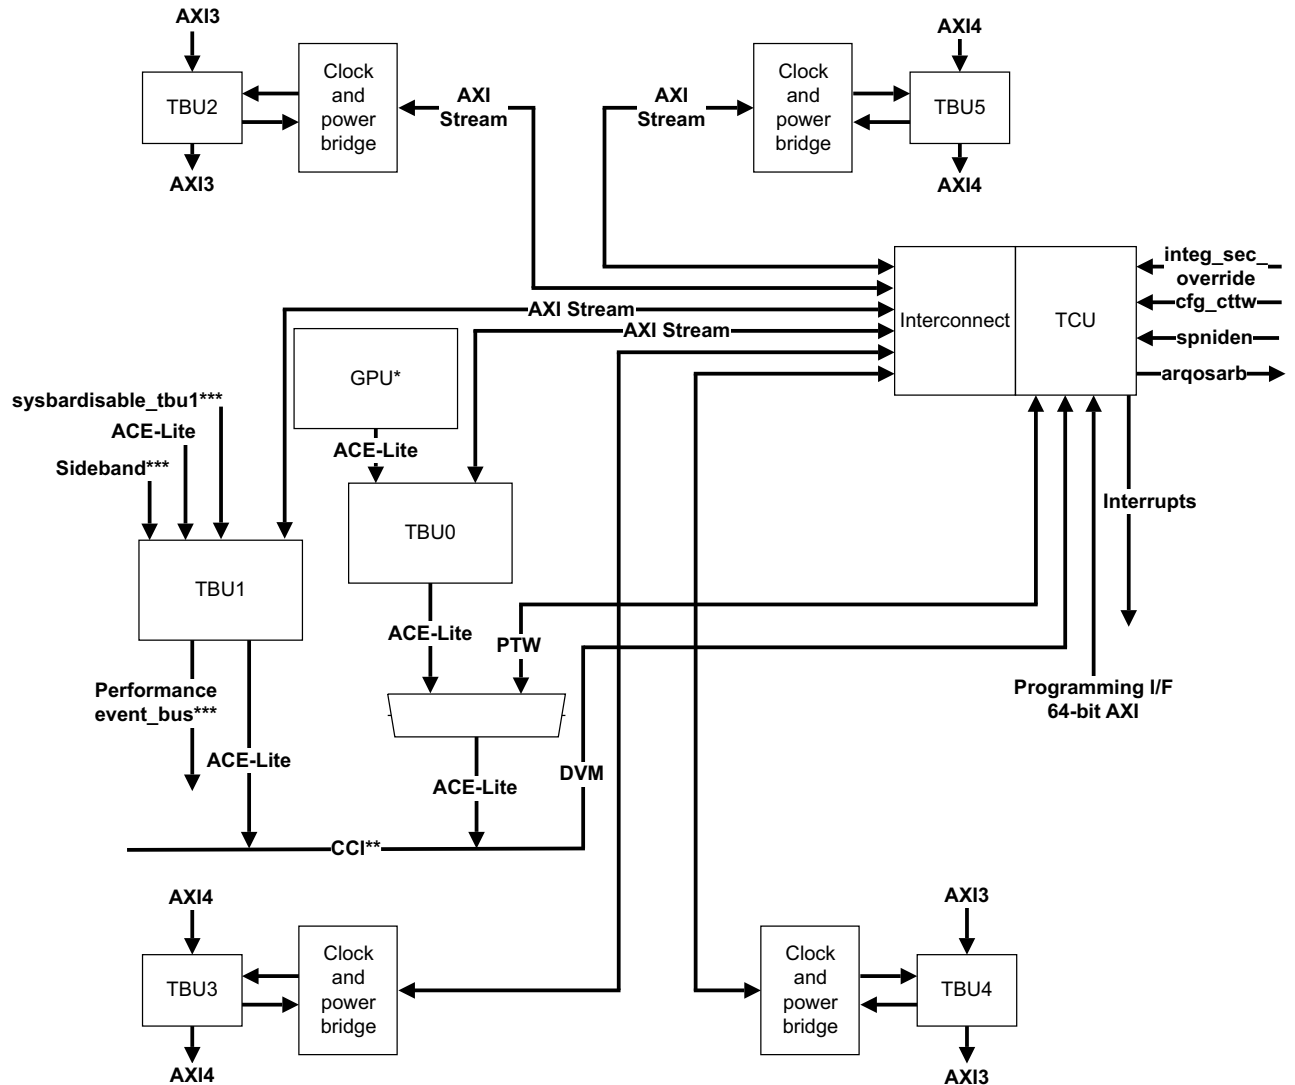 AXI3
TBU2
Clock
and
power
bridge
AXI
Stream
AXI3
AXI
Stream
Clock
and
power
bridge
AXI4
TBU5
AXI4
Interconnect
TCU
integ_sec_
override
cfg_cttw
spniden
arqosarb
AXI Stream
AXI Stream
GPU*
ACE-Lite
sysbardisable_tbu1***
ACE-Lite
Sideband***
TBU0
TBU1
ACE-Lite
PTW
Interrupts
Performance
event_bus***
ACE-Lite
ACE-Lite
DVM
Programming I/F
64-bit AXI
CCI**
AXI4
TBU3
Clock
and
power
bridge
AXI4
Clock
and
power
bridge
AXI3
TBU4
AXI3